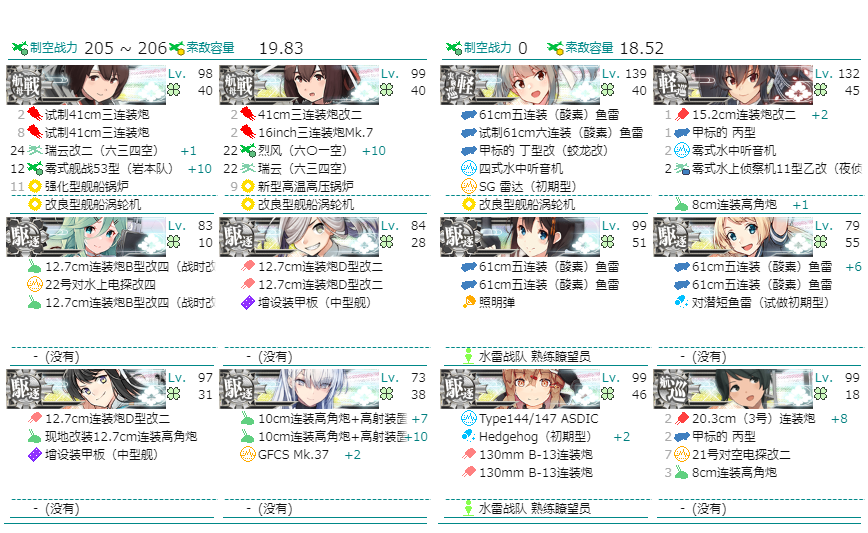 制空战力 205 ~ 206 索敌容量 19.83
航戦 Lv. 98
40
2 试制41cm三连装炮
8 试制41cm三连装炮
24 瑞云改二（六三四空） +1
12 零式舰战53型（岩本队） +10
11 强化型舰船锅炉
改良型舰船涡轮机
航戦 Lv. 99
40
2 41cm三连装炮改二
2 16inch三连装炮Mk.7
22 烈风（六〇一空） +10
22 瑞云（六三四空）
9 新型高温高压锅炉
改良型舰船涡轮机
駆逐 Lv. 83
10
12.7cm连装炮B型改四（战时改
22号对水上电探改四
12.7cm连装炮B型改四（战时改
- (没有)
駆逐 Lv. 84
28
12.7cm连装炮D型改二
12.7cm连装炮D型改二
增设装甲板（中型舰）
- (没有)
駆逐 Lv. 97
31
12.7cm连装炮D型改二
现地改装12.7cm连装高角炮
增设装甲板（中型舰）
- (没有)
駆逐 Lv. 73
38
10cm连装高角炮+高射装置 +7
10cm连装高角炮+高射装置 +10
GFCS Mk.37 +2
- (没有)
制空战力 0 索敌容量 18.52
軽巡 Lv. 139
40
61cm五连装（酸素）鱼雷
试制61cm六连装（酸素）鱼雷
甲标的 丁型改（蛟龙改）
四式水中听音机
SG 雷达（初期型）
改良型舰船涡轮机
軽巡 Lv. 132
45
1 15.2cm连装炮改二 +2
1 甲标的 丙型
2 零式水中听音机
2 零式水上侦察机11型乙改（夜侦
8cm连装高角炮 +1
駆逐 Lv. 99
51
61cm五连装（酸素）鱼雷
61cm五连装（酸素）鱼雷
照明弹
水雷战队 熟练瞭望员
駆逐 Lv. 79
55
61cm五连装（酸素）鱼雷 +6
61cm五连装（酸素）鱼雷
对潜短鱼雷（试做初期型）
- (没有)
駆逐 Lv. 99
46
Type144/147 ASDIC
Hedgehog（初期型） +2
130mm B-13连装炮
130mm B-13连装炮
水雷战队 熟练瞭望员
航巡 Lv. 99
18
2 20.3cm（3号）连装炮 +8
2 甲标的 丙型
7 21号对空电探改二
3 8cm连装高角炮
- (没有)